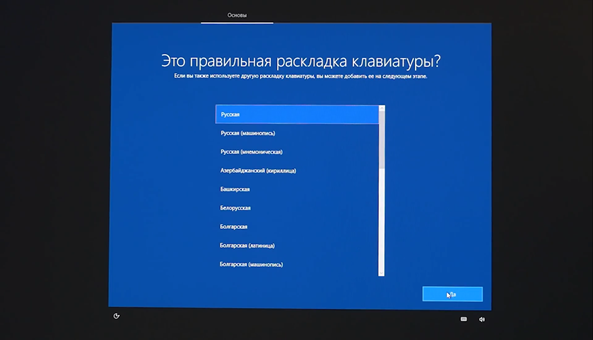 Основы
Это правильная раскладка клавиатуры?
Если вы также используете другую раскладку клавиатуры, вы можете добавить ее на следующем этапе.
Русская
Русская (машинопись)
Русская (мнемоническая)
Азербайджанский (кириллица)
Башкирская
Белорусская
Болгарская
Болгарская (латиница)
Болгарская (машинопись)
Да